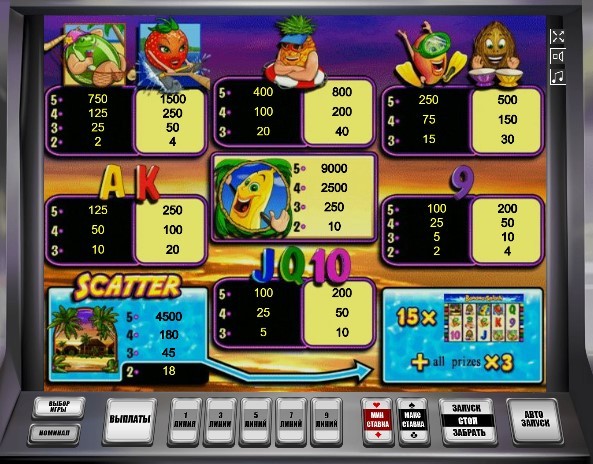 5 750 1500
4 125 250
3 25 50
2 2 4
5 400 800
4 100 200
3 20 40
5 250 500
4 75 150
3 15 30
A K
5 125 250
4 50 100
3 10 20
5 9000
4 2500
3 250
2 10
9
5 100 200
4 25 50
3 5 10
2 2 4
SCATTER
5 4500
4 180
3 45
2 18
J Q 10
5 100 200
4 25 50
3 5 10
15×
+ all prizes ×3
ВЫБОР
ИГРЫ
НОМИНАЛ
ВЫПЛАТЫ
1
ЛИНИЯ
3
ЛИНИИ
5
ЛИНИЙ
7
ЛИНИЙ
9
ЛИНИЙ
МИН
СТАВКА
МАКС
СТАВКА
ЗАПУСК
СТОП
ЗАБРАТЬ
АВТО
ЗАПУСК